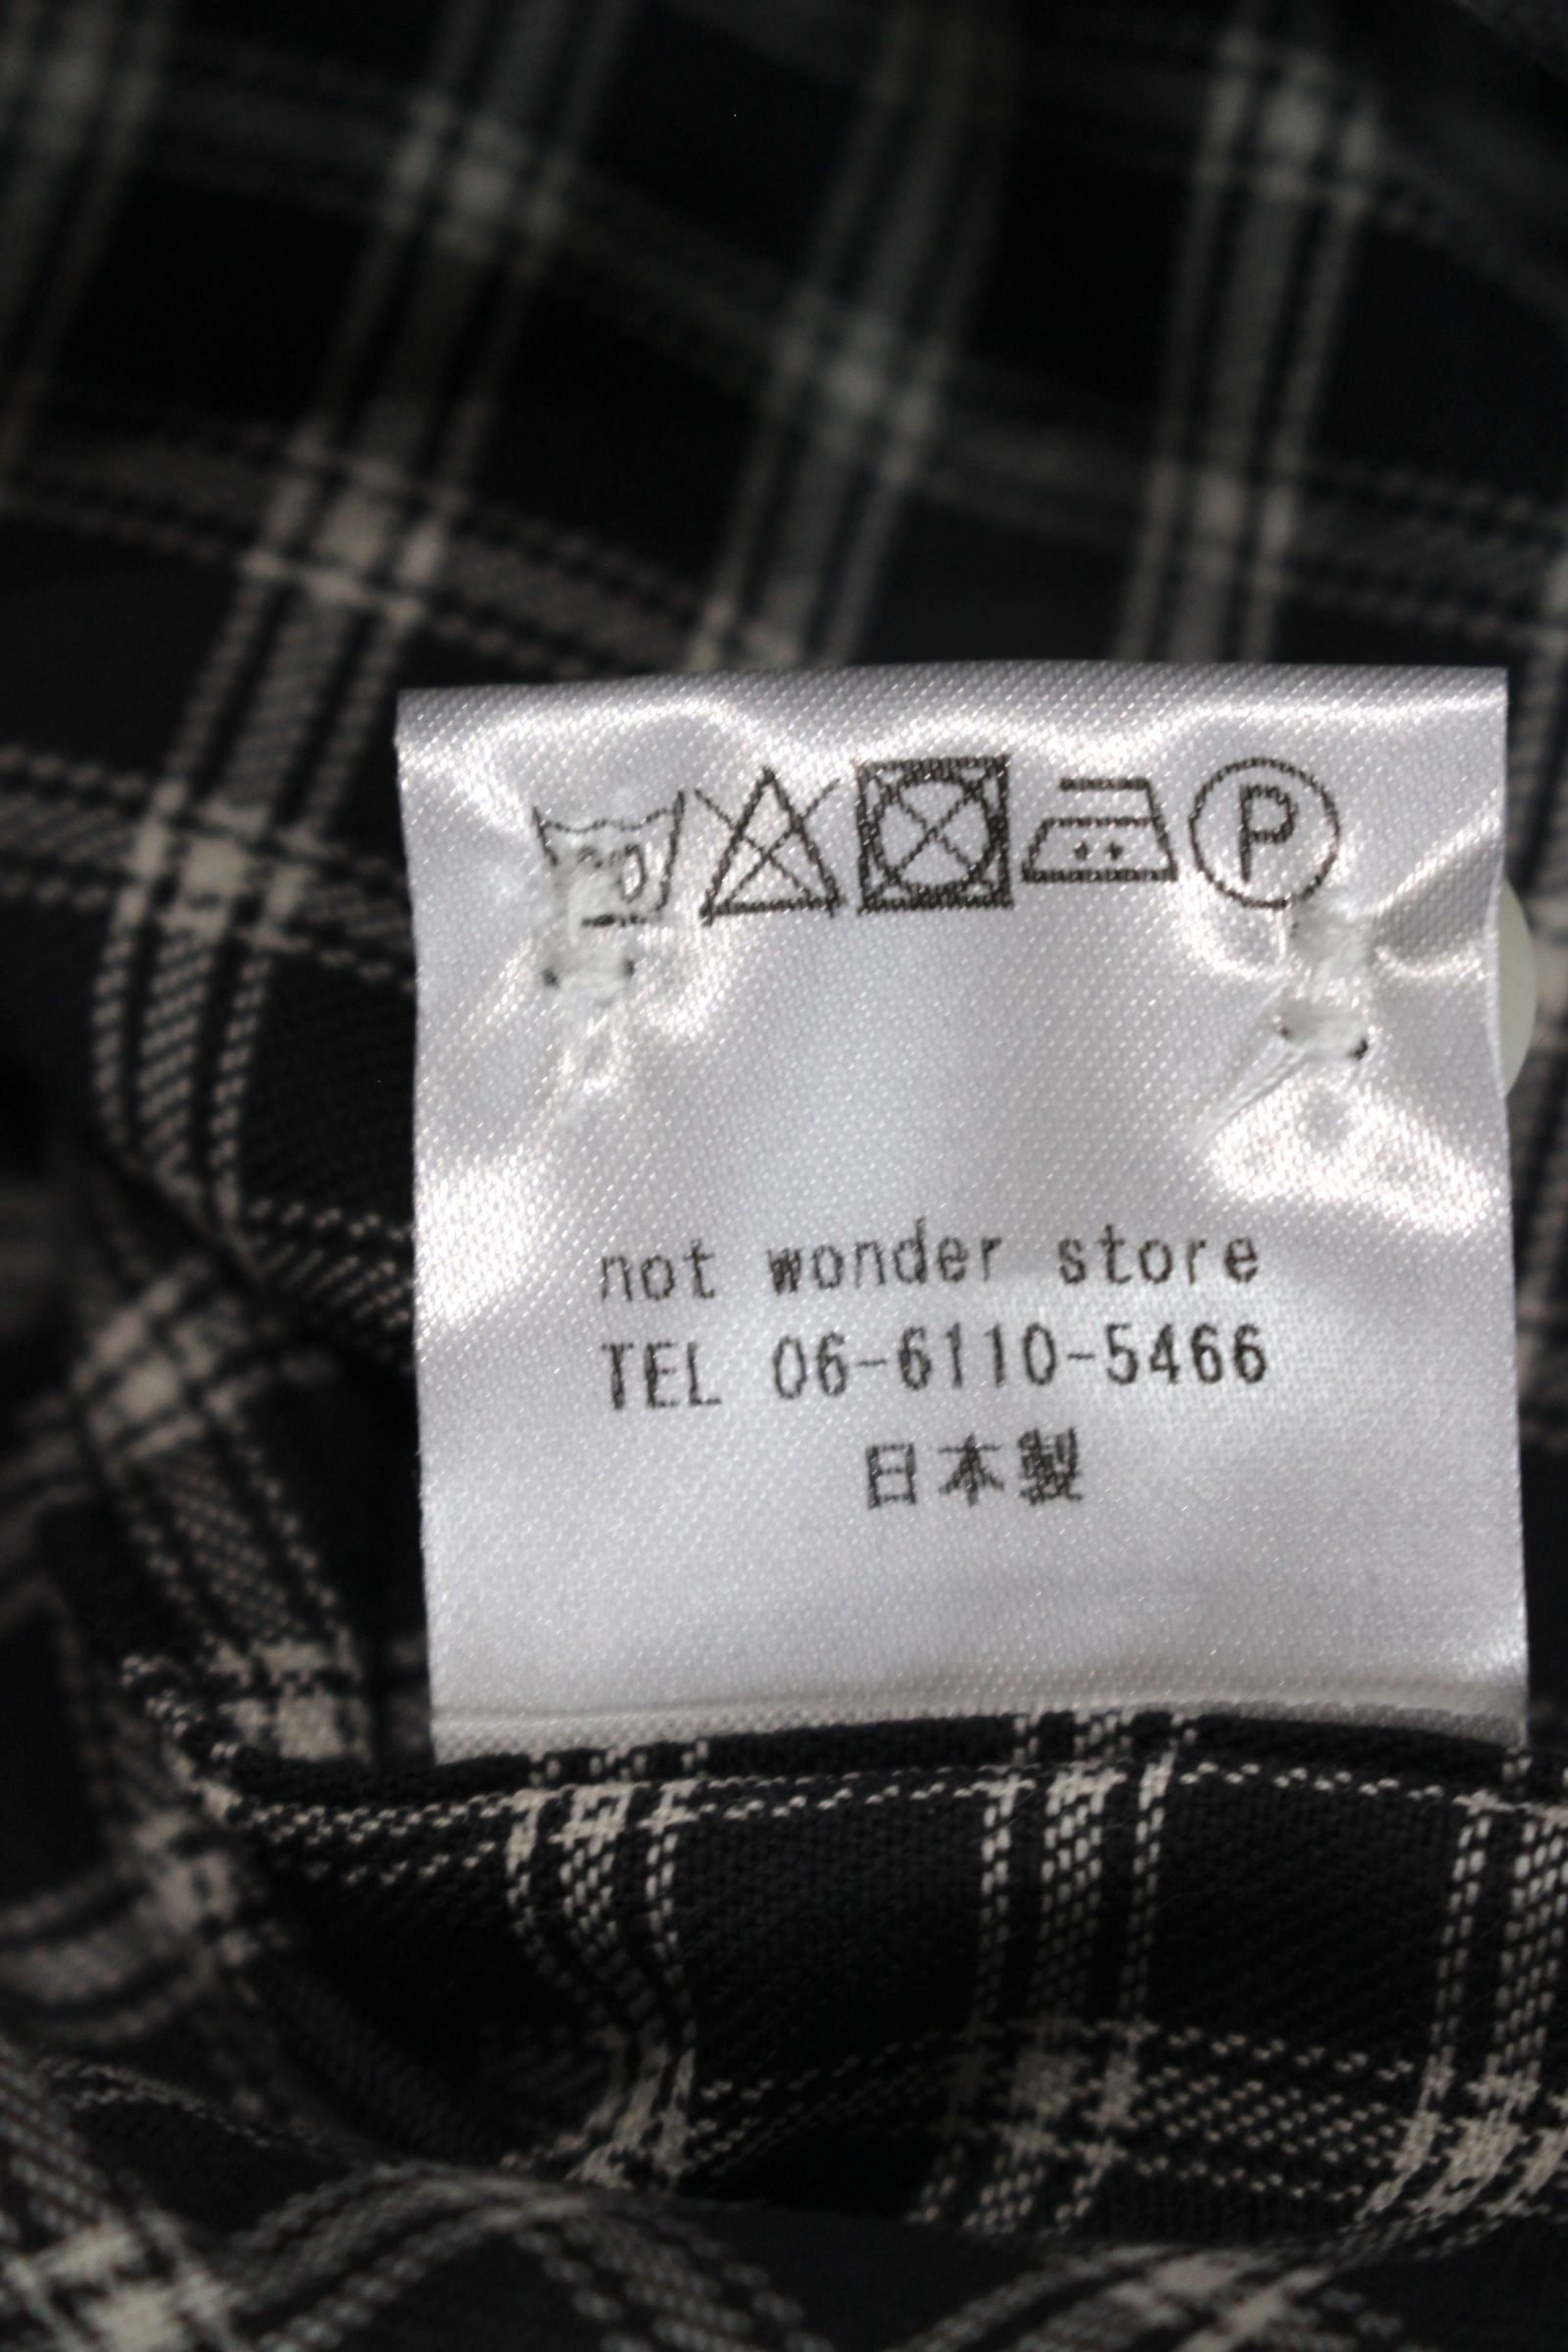 P
not wonder store
TEL 06-6110-5466
日本製